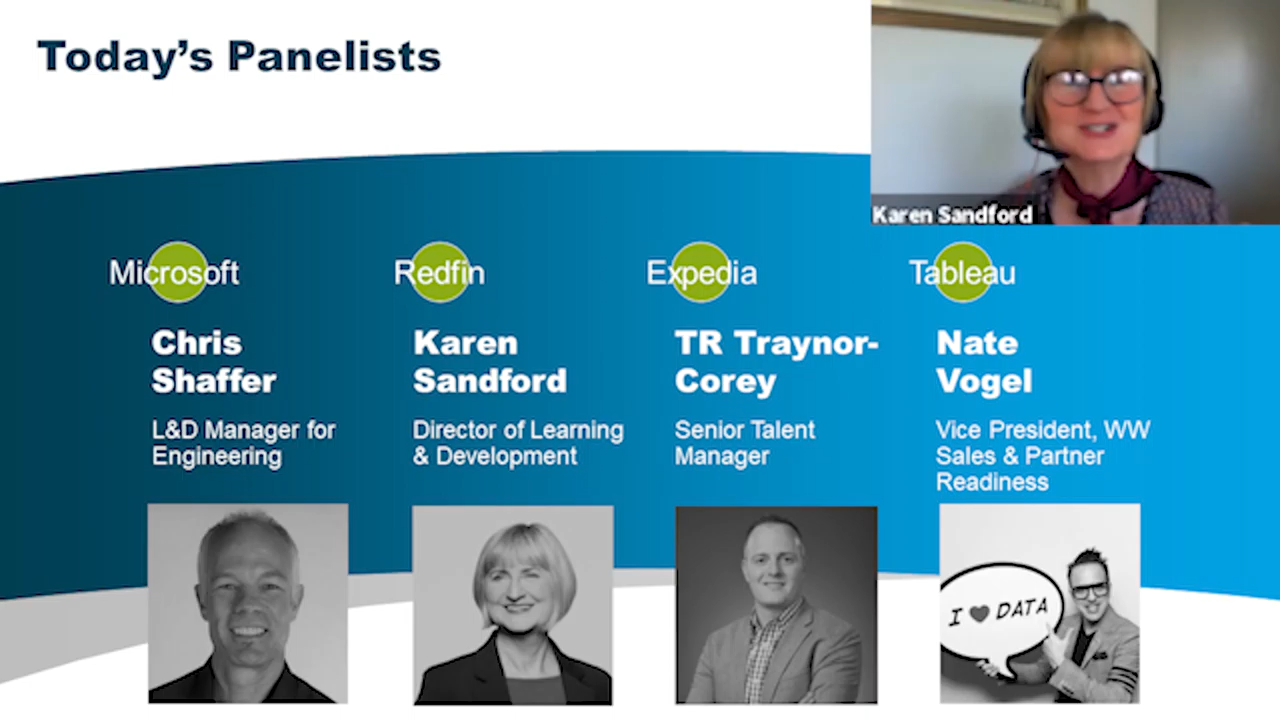 Today's Panelists
Karen Sandford
Microsoft
Chris
Shaffer
L&D Manager for
Engineering
Redfin
Karen
Sandford
Director of Learning
& Development
Expedia
TR Traynor-
Corey
Senior Talent
Manager
Tableau
Nate
Vogel
Vice President, WW
Sales & Partner
Readiness
I ♥ DATA